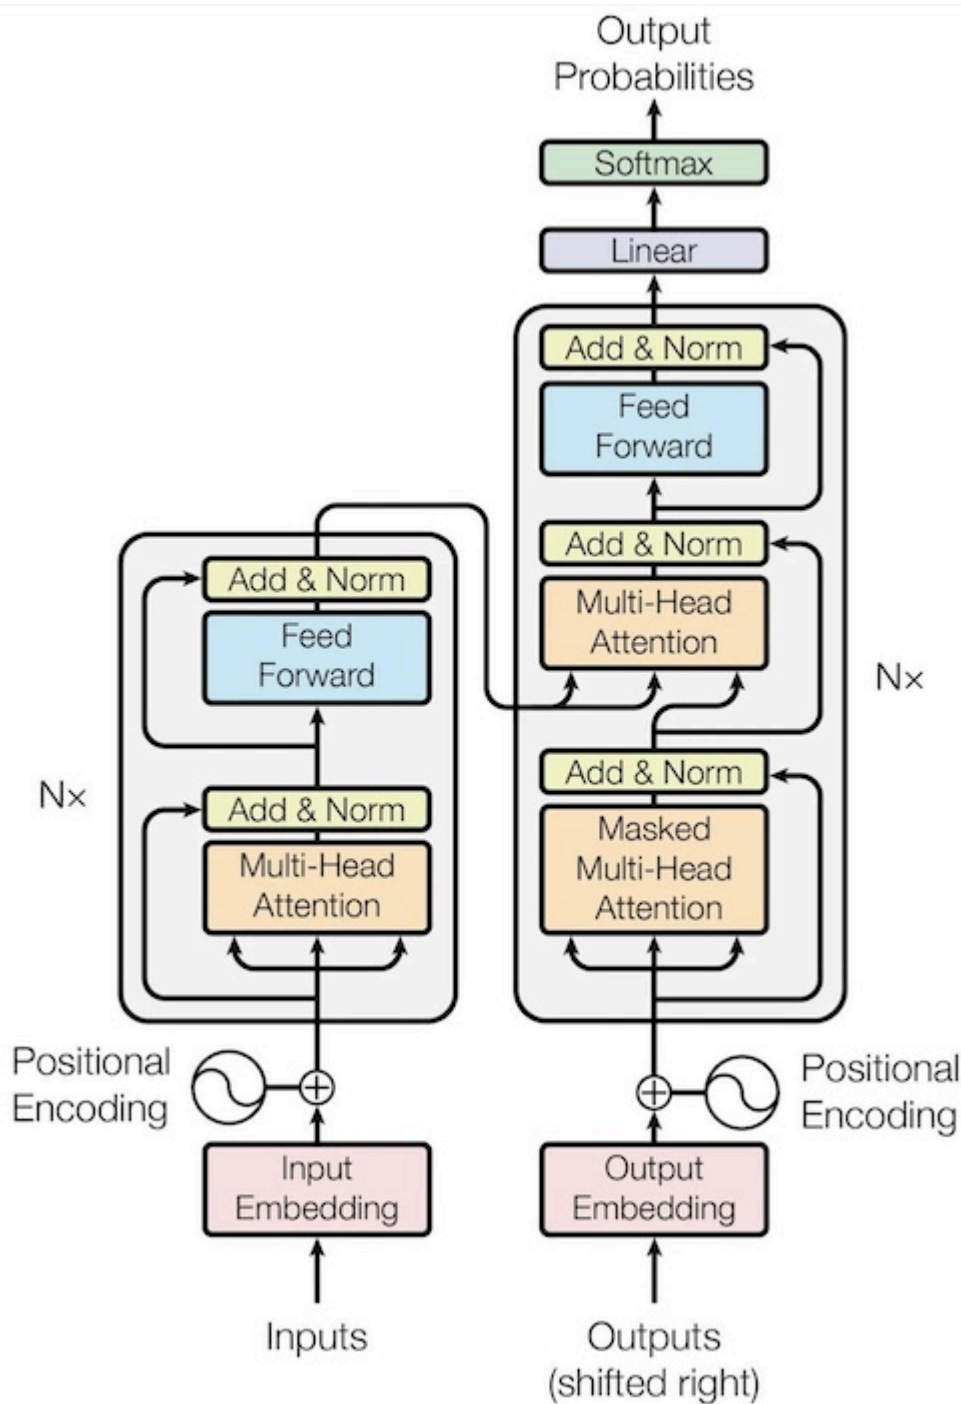 Output
Probabilities
Softmax
Linear
Add & Norm
Feed
Forward
Add & Norm
Multi-Head
Attention
Add & Norm
Masked
Multi-Head
Attention
Nx
Add & Norm
Feed
Forward
Add & Norm
Multi-Head
Attention
Nx
Positional
Encoding
Positional
Encoding
Input
Embedding
Output
Embedding
Inputs
Outputs
(shifted right)